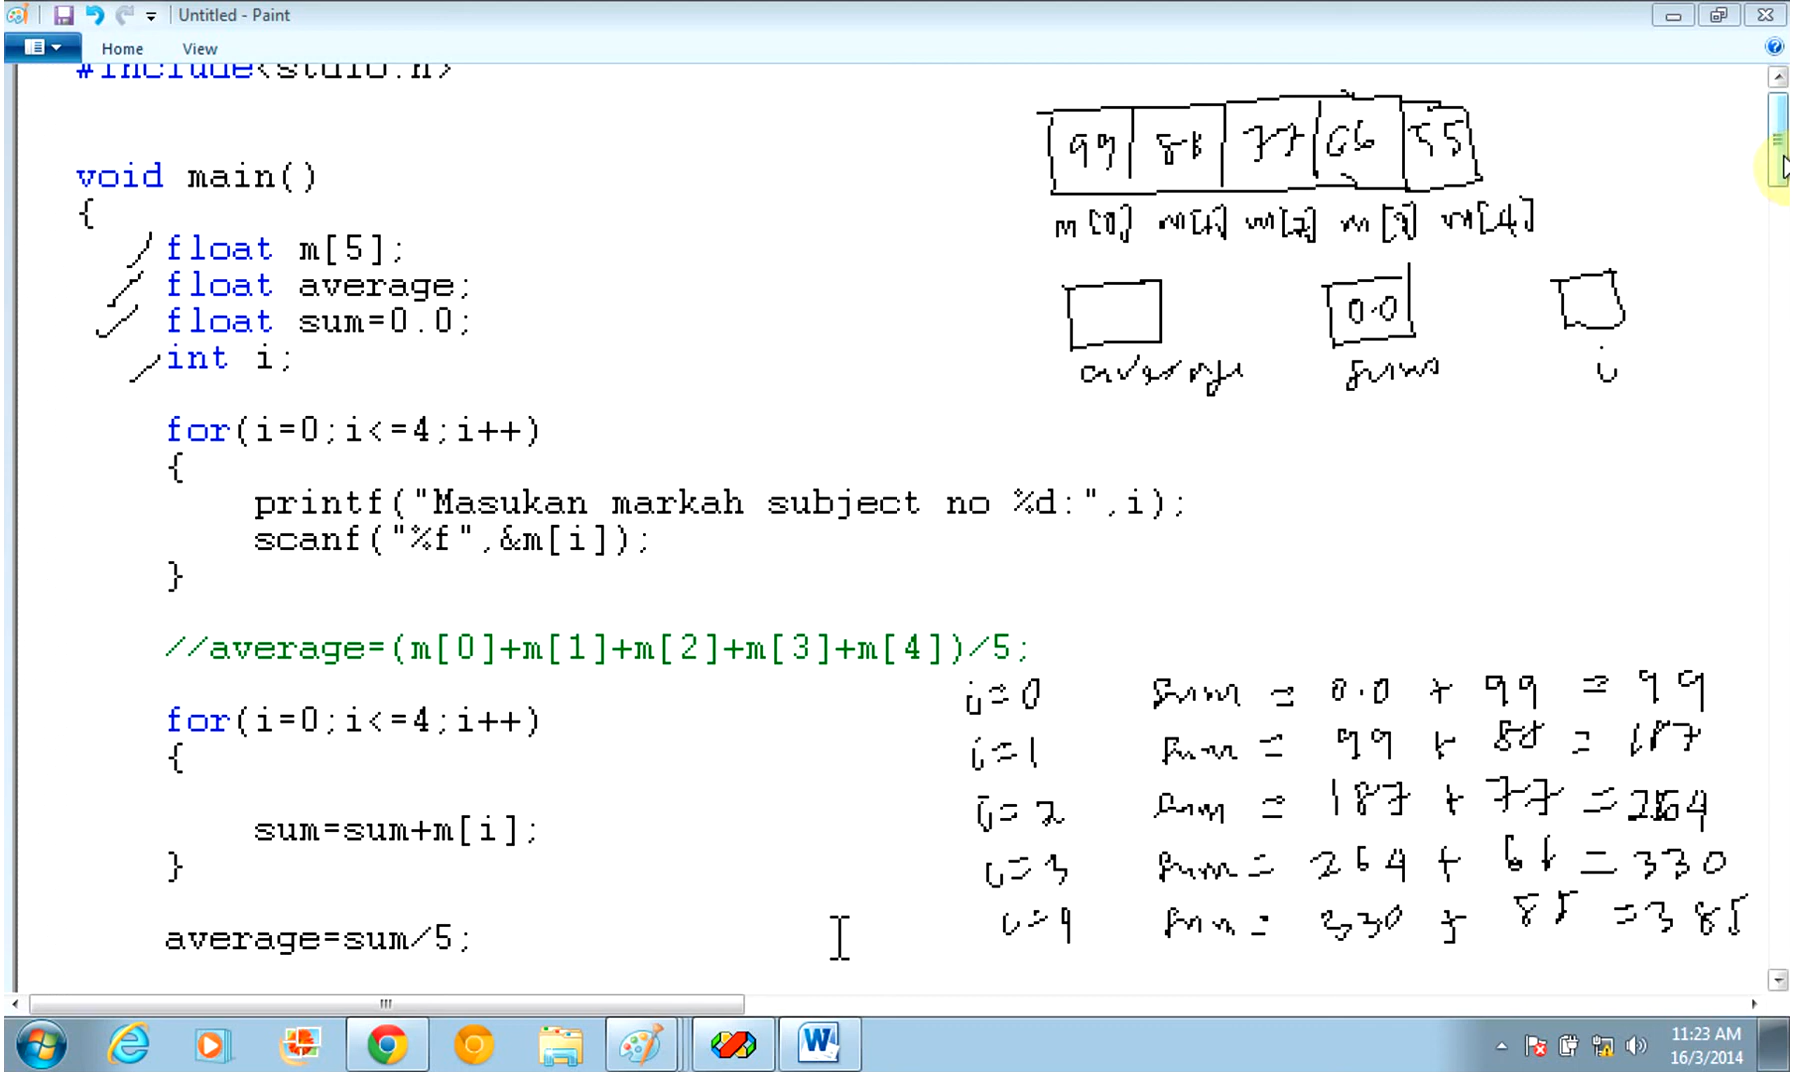 Untitled - Paint
Home View
#include<stdio.h>
void main()
{
float m[5];
float average;
float sum=0.0;
int i;
for(i=0;i<=4;i++)
{
printf("Masukan markah subject no %d:",i);
scanf("%f",&m[i]);
}
//average=(m[0]+m[1]+m[2]+m[3]+m[4])/5;
for(i=0;i<=4;i++)
{
sum=sum+m[i];
}
average=sum/5;
99 88 77 66 55
m[0] m[1] m[2] m[3] m[4]
0.0
average sum i
i=0 sum = 0.0 + 99 = 99
i=1 sum = 99 + 88 = 187
i=2 sum = 187 + 77 = 264
i=3 sum = 264 + 66 = 330
i=4 sum = 330 + 55 = 385
11:23 AM
16/3/2014